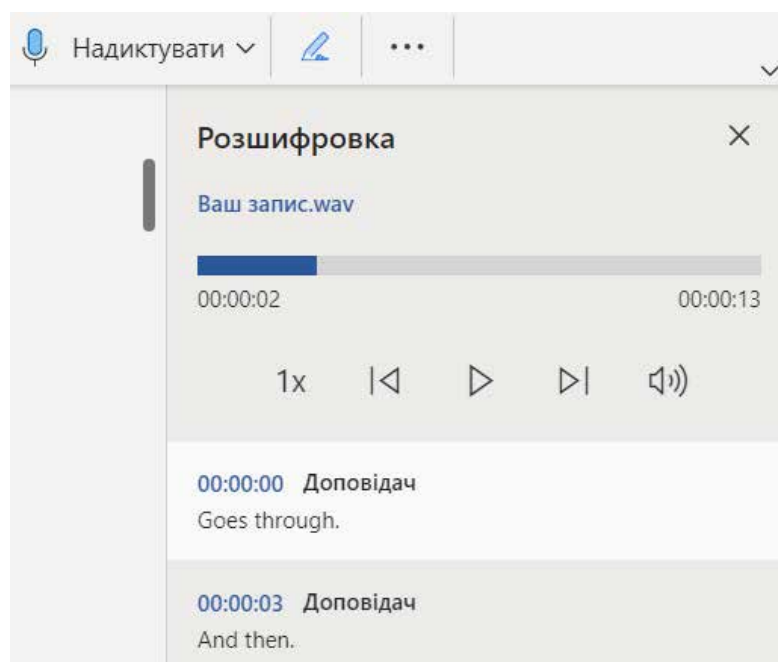 Надиктувати
Розшифровка
Ваш запис.wav
00:00:02 00:00:13
1x
00:00:00 Доповідач
Goes through.
00:00:03 Доповідач
And then.